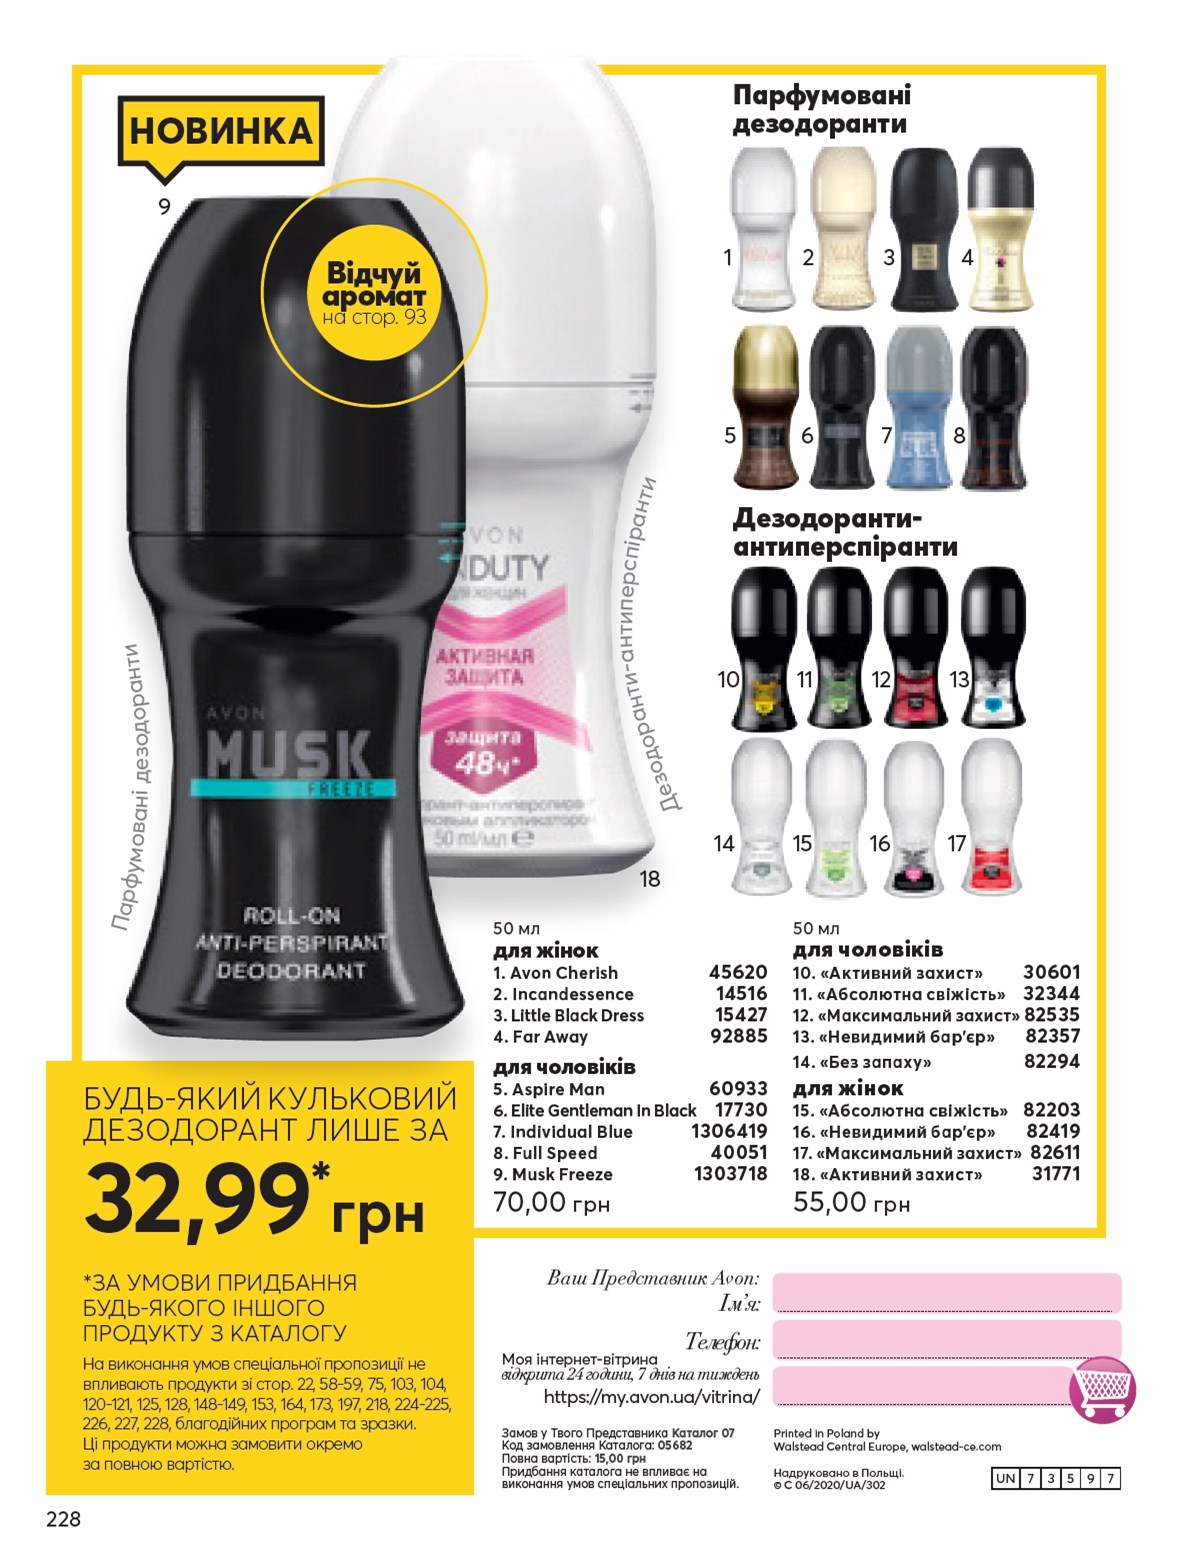 НОВИНКА
9
Відчуй
аромат
на стор. 93
Парфумовані дезодоранти
AVON
MUSK
FREEZE
ROLL-ON
ANTI-PERSPIRANT
DEODORANT
VON
NDUTY
ДЛЯ ЖЕНЩИН
АКТИВНАЯ
ЗАЩИТА
защита
48ч*
50 ml/мл
Дезодоранти-антиперспіранти
18
Парфумовані
дезодоранти
1 2 3 4
5 6 7 8
Дезодоранти-
антиперспіранти
10 11 12 13
14 15 16 17
50 мл
для жінок
1. Avon Cherish 45620
2. Incandessence 14516
3. Little Black Dress 15427
4. Far Away 92885
для чоловіків
5. Aspire Man 60933
6. Elite Gentleman In Black 17730
7. Individual Blue 1306419
8. Full Speed 40051
9. Musk Freeze 1303718
70,00 грн
50 мл
для чоловіків
10. «Активний захист» 30601
11. «Абсолютна свіжість» 32344
12. «Максимальний захист» 82535
13. «Невидимий бар'єр» 82357
14. «Без запаху» 82294
для жінок
15. «Абсолютна свіжість» 82203
16. «Невидимий бар'єр» 82419
17. «Максимальний захист» 82611
18. «Активний захист» 31771
55,00 грн
БУДЬ-ЯКИЙ КУЛЬКОВИЙ
ДЕЗОДОРАНТ ЛИШЕ ЗА
32,99* грн
*ЗА УМОВИ ПРИДБАННЯ
БУДЬ-ЯКОГО ІНШОГО
ПРОДУКТУ З КАТАЛОГУ
На виконання умов спеціальної пропозиції не
впливають продукти зі стор. 22, 58-59, 75, 103, 104,
120-121, 125, 128, 148-149, 153, 164, 173, 197, 218, 224-225,
226, 227, 228, благодійних програм та зразки.
Ці продукти можна замовити окремо
за повною вартістю.
Ваш Представник Avon:
Ім'я:
Телефон:
Моя інтернет-вітрина
відкрита 24 години, 7 днів на тиждень
https://my.avon.ua/vitrina/
Замов у Твого Представника Каталог 07
Код замовлення Каталога: 05682
Повна вартість: 15,00 грн
Придбання каталога не впливає на
виконання умов спеціальних пропозицій.
Printed in Poland by
Walstead Central Europe, walstead-ce.com
Надруковано в Польщі.
© C 06/2020/UA/302
UN 7 3 5 9 7
228